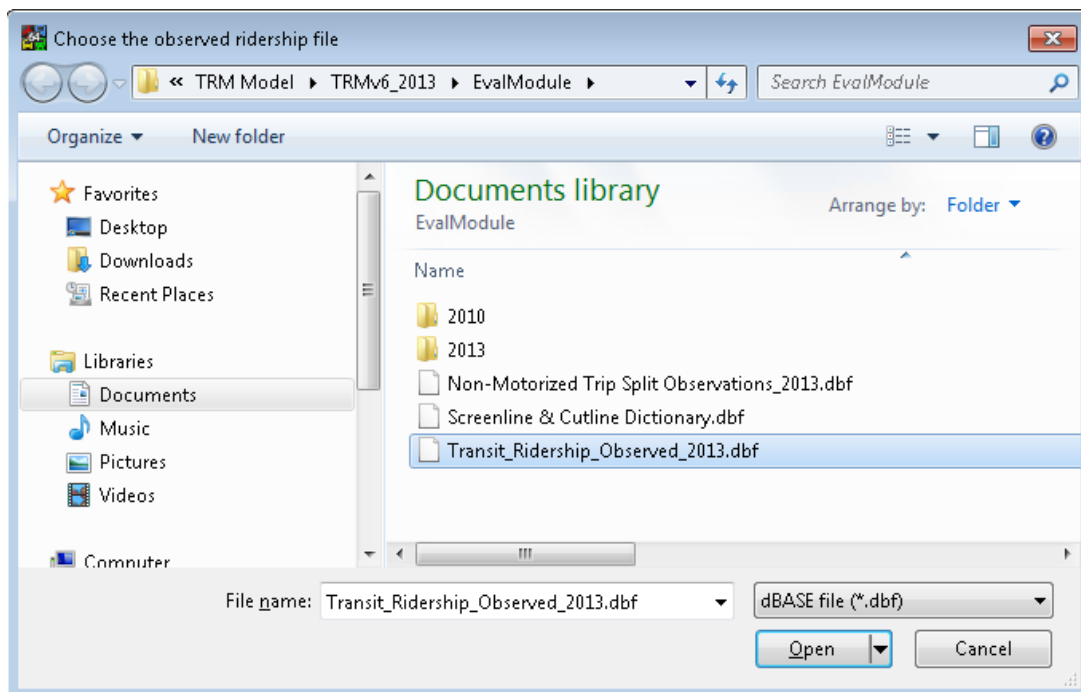 Choose the observed ridership file
« TRM Model TRMv6_2013 EvalModule Search EvalModule
Organize New folder
Favorites
Desktop
Downloads
Recent Places
Libraries
Documents
Music
Pictures
Videos
Computer
Documents library
EvalModule
Arrange by: Folder
Name
2010
2013
Non-Motorized Trip Split Observations_2013.dbf
Screenline & Cutline Dictionary.dbf
Transit_Ridership_Observed_2013.dbf
File name: Transit_Ridership_Observed_2013.dbf dBASE file (*.dbf)
Open Cancel